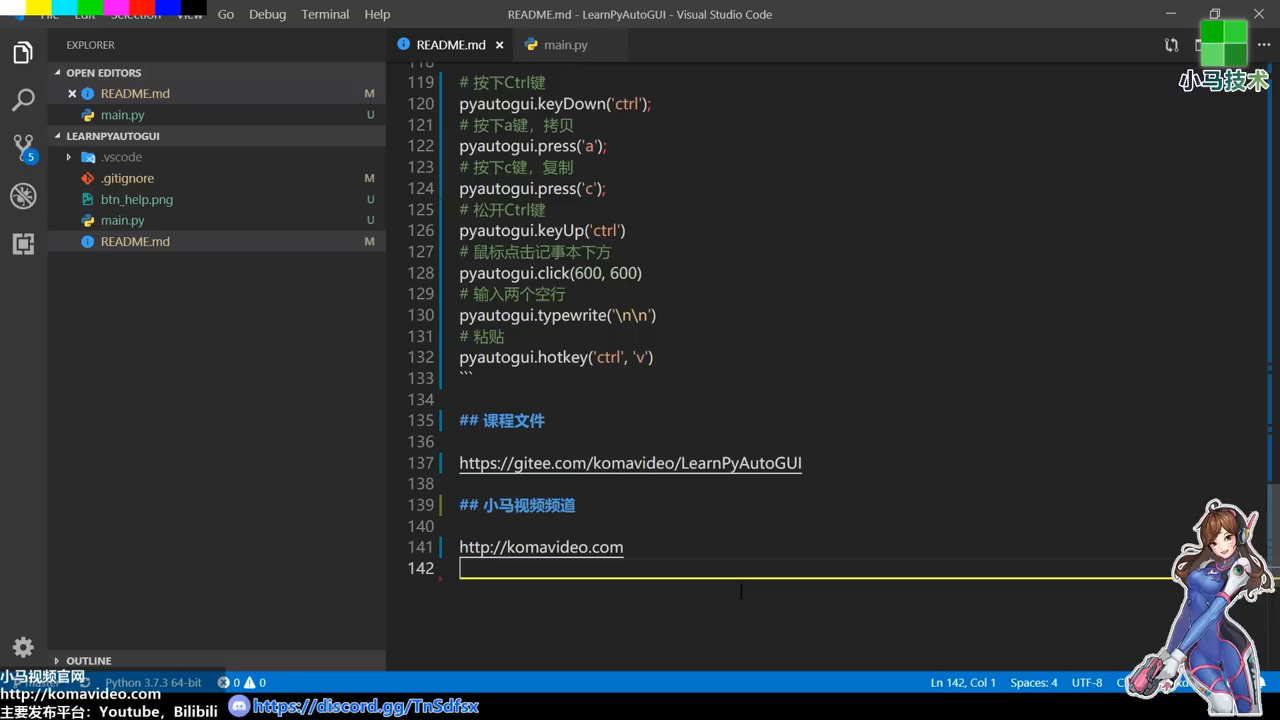 File Edit Selection View Go Debug Terminal Help
README.md - LearnPyAutoGUI - Visual Studio Code
EXPLORER
OPEN EDITORS
README.md M
main.py U
LEARNPYAUTOGUI
.vscode
.gitignore M
btn_help.png U
main.py U
README.md M
OUTLINE
5
README.md
main.py
小马技术
118
119 # 按下Ctrl键
120 pyautogui.keyDown('ctrl');
121 # 按下a键，拷贝
122 pyautogui.press('a');
123 # 按下c键，复制
124 pyautogui.press('c');
125 # 松开Ctrl键
126 pyautogui.keyUp('ctrl')
127 # 鼠标点击记事本下方
128 pyautogui.click(600, 600)
129 # 输入两个空行
130 pyautogui.typewrite('\n\n')
131 # 粘贴
132 pyautogui.hotkey('ctrl', 'v')
133 ```
134
135 ## 课程文件
136
137 https://gitee.com/komavideo/LearnPyAutoGUI
138
139 ## 小马视频频道
140
141 http://komavideo.com
142
Python 3.7.3 64-bit 0 0
Ln 142, Col 1 Spaces: 4 UTF-8
小马视频官网
http://komavideo.com
主要发布平台：Youtube，Bilibili
https://discord.gg/TnSdfsx